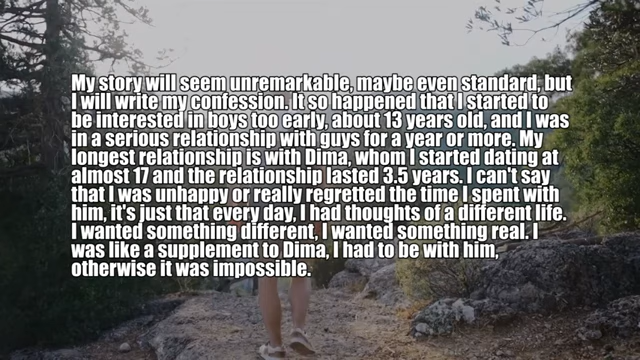 My story will seem unremarkable, maybe even standard, but
I will write my confession. It so happened that I started to
be interested in boys too early, about 13 years old, and I was
in a serious relationship with guys for a year or more. My
longest relationship is with Dima, whom I started dating at
almost 17 and the relationship lasted 3.5 years. I can't say
that I was unhappy or really regretted the time I spent with
him, it's just that every day, I had thoughts of a different life.
I wanted something different, I wanted something real. I
was like a supplement to Dima, I had to be with him,
otherwise it was impossible.